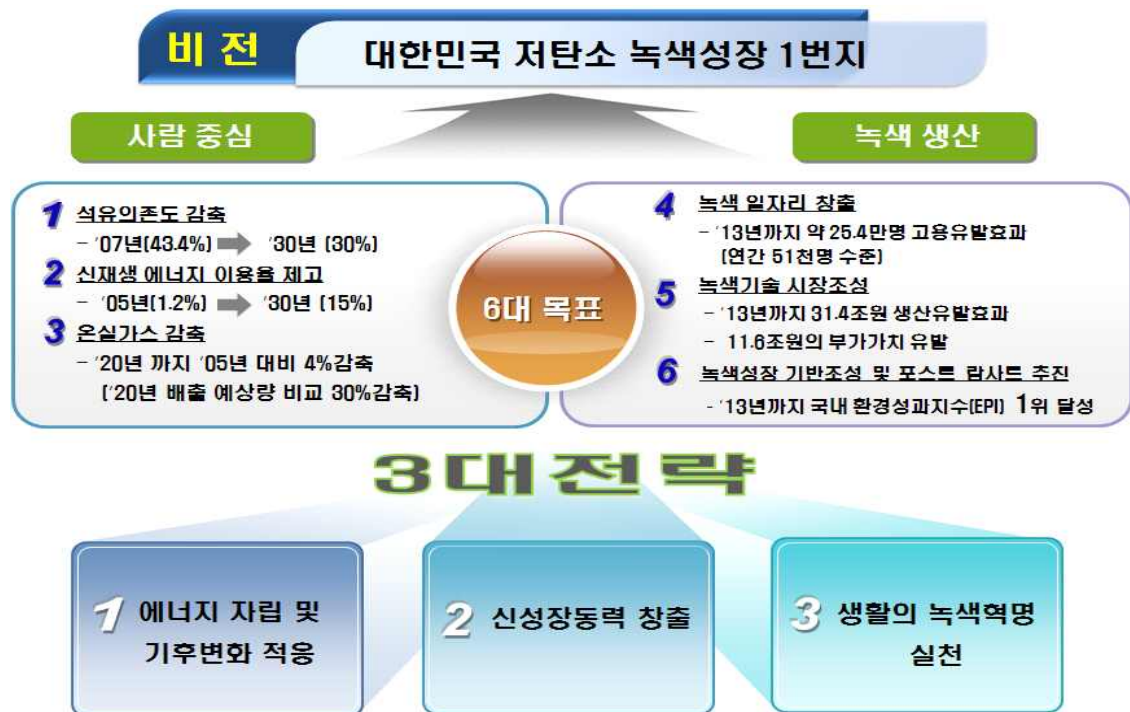 비 전
대한민국 저탄소 녹색성장 1번지
사람 중심
녹색 생산
1 석유의존도 감축
- '07년(43.4%) '30년 (30%)
2 신재생 에너지 이용율 제고
- '05년(1.2%) '30년 (15%)
3 온실가스 감축
- '20년 까지 '05년 대비 4%감축
('20년 배출 예상량 비교 30%감축)
6대 목표
4 녹색 일자리 창출
- '13년까지 약 25.4만명 고용유발효과
(연간 51천명 수준)
5 녹색기술 시장조성
- '13년까지 31.4조원 생산유발효과
- 11.6조원의 부가가치 유발
6 녹색성장 기반조성 및 포스트 람사트 추진
- '13년까지 국내 환경성과지수(EPI) 1위 달성
3대전략
1 에너지 자립 및
기후변화 적응
2 신성장동력 창출
3 생활의 녹색혁명
실천